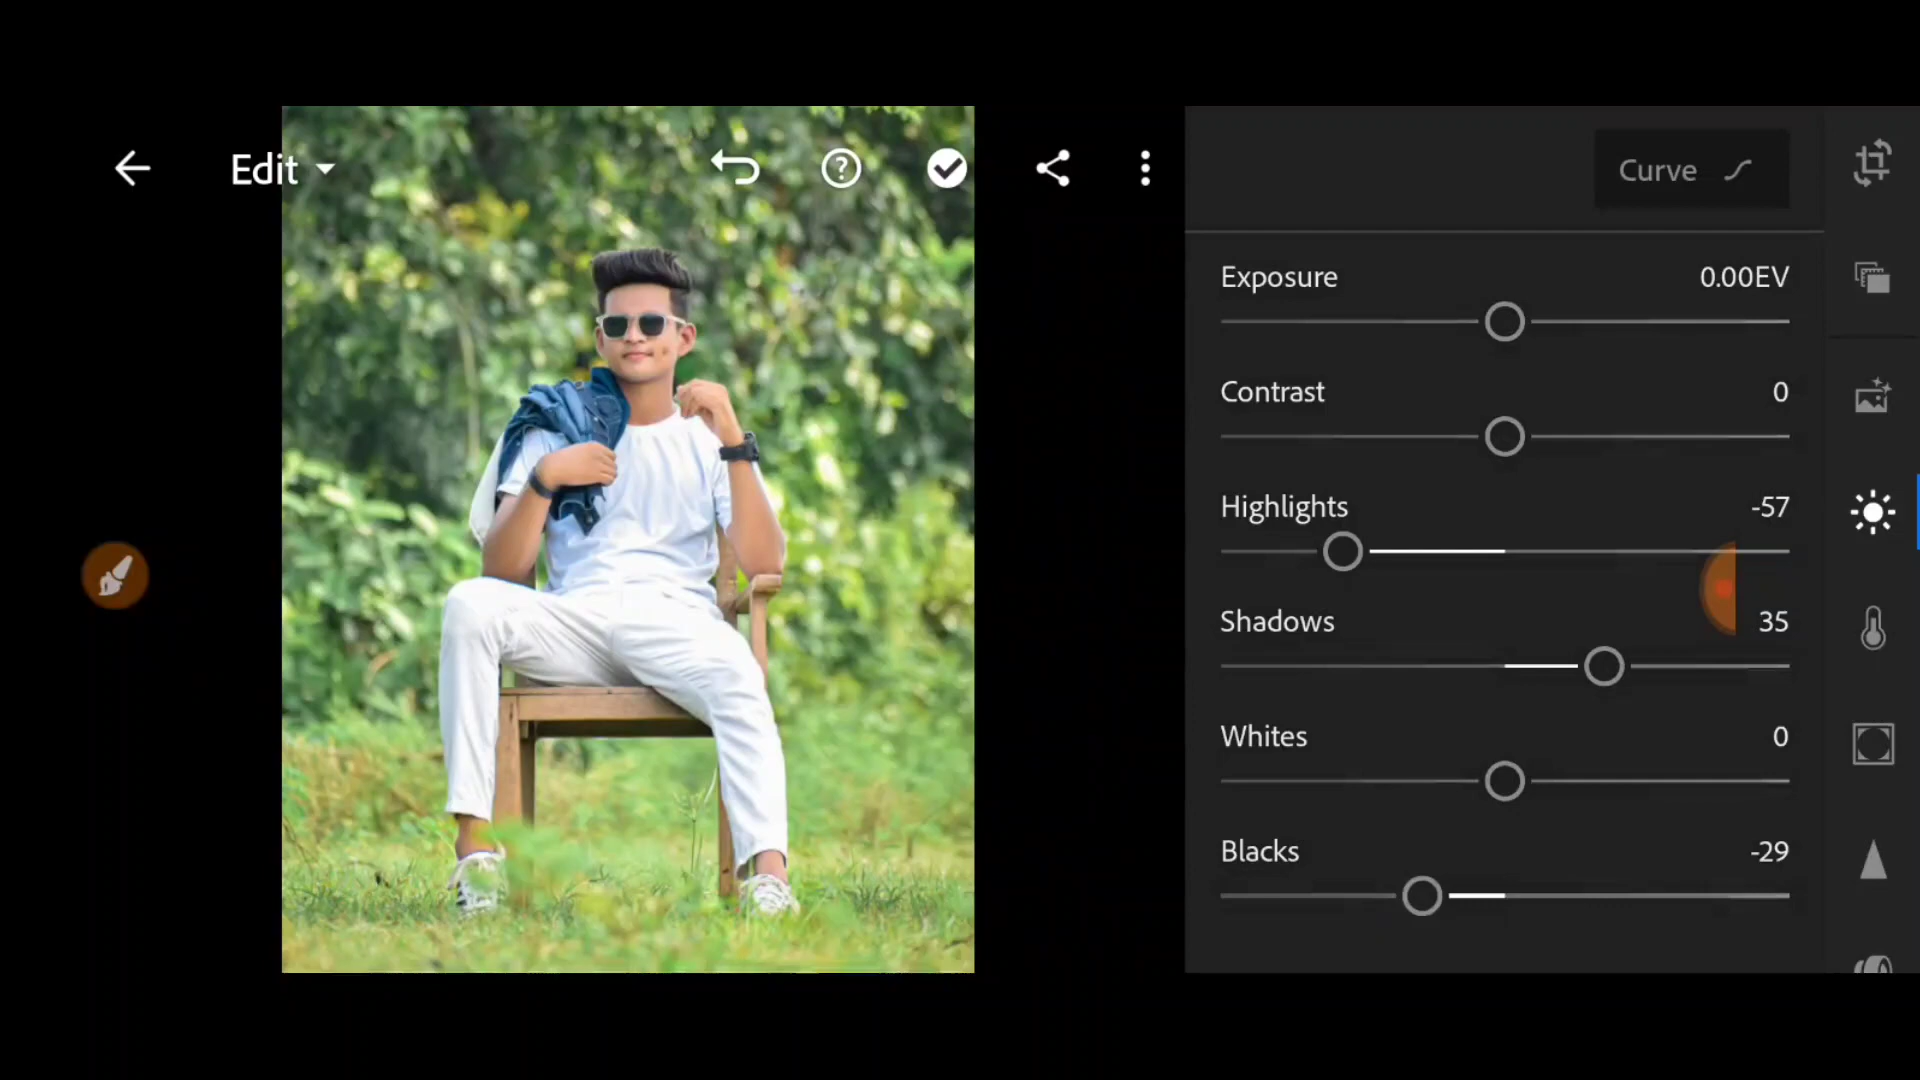 Edit
Curve
Exposure 0.00EV
Contrast 0
Highlights -57
Shadows 35
Whites 0
Blacks -29